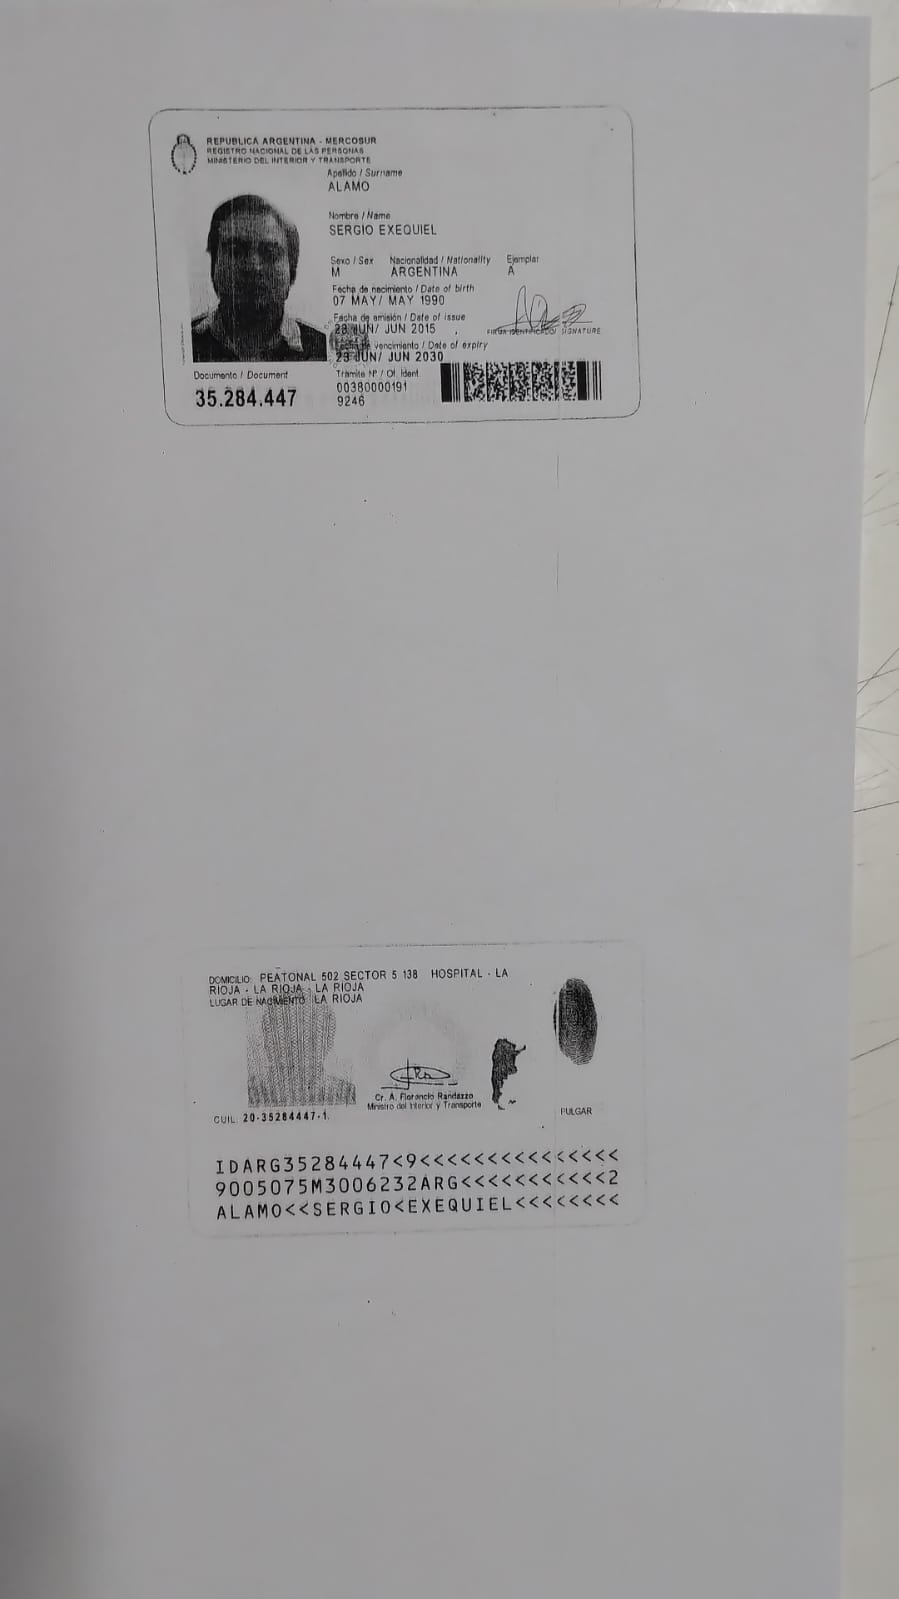 REPUBLICA ARGENTINA - MERCOSUR
REGISTRO NACIONAL DE LAS PERSONAS
MINISTERIO DEL INTERIOR Y TRANSPORTE
Apellido / Surname
ALAMO
Nombre / Name
SERGIO EXEQUIEL
Sexo / Sex Nacionalidad / Nationality Ejemplar
M ARGENTINA A
Fecha de nacimiento / Date of birth
07 MAY/ MAY 1990
Fecha de emisión / Date of issue
23 JUN/ JUN 2015
SIGNATURE
Fecha de vencimiento / Date of expiry
23 JUN/ JUN 2030
Documento / Document Tramite Nº / Of. Ident.
35.284.447 00380000191
9246
DOMICILIO: PEATONAL 502 SECTOR 5 138 HOSPITAL - LA
RIOJA - LA RIOJA - LA RIOJA
LUGAR DE NACIMIENTO: LA RIOJA
Cr. A. Florencio Randazzo
Ministro del Interior y Transporte
CUIL: 20-35284447-1.
PULGAR
IDARG35284447<9<<<<<<<<<<<<<<<
9005075M3006232ARG<<<<<<<<<<<2
ALAMO<<SERGIO<EXEQUIEL<<<<<<<<